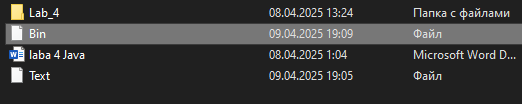 Lab_4 08.04.2025 13:24 Папка с файлами
Bin 09.04.2025 19:09 Файл
laba 4 Java 08.04.2025 1:04 Microsoft Word D...
Text 09.04.2025 19:05 Файл